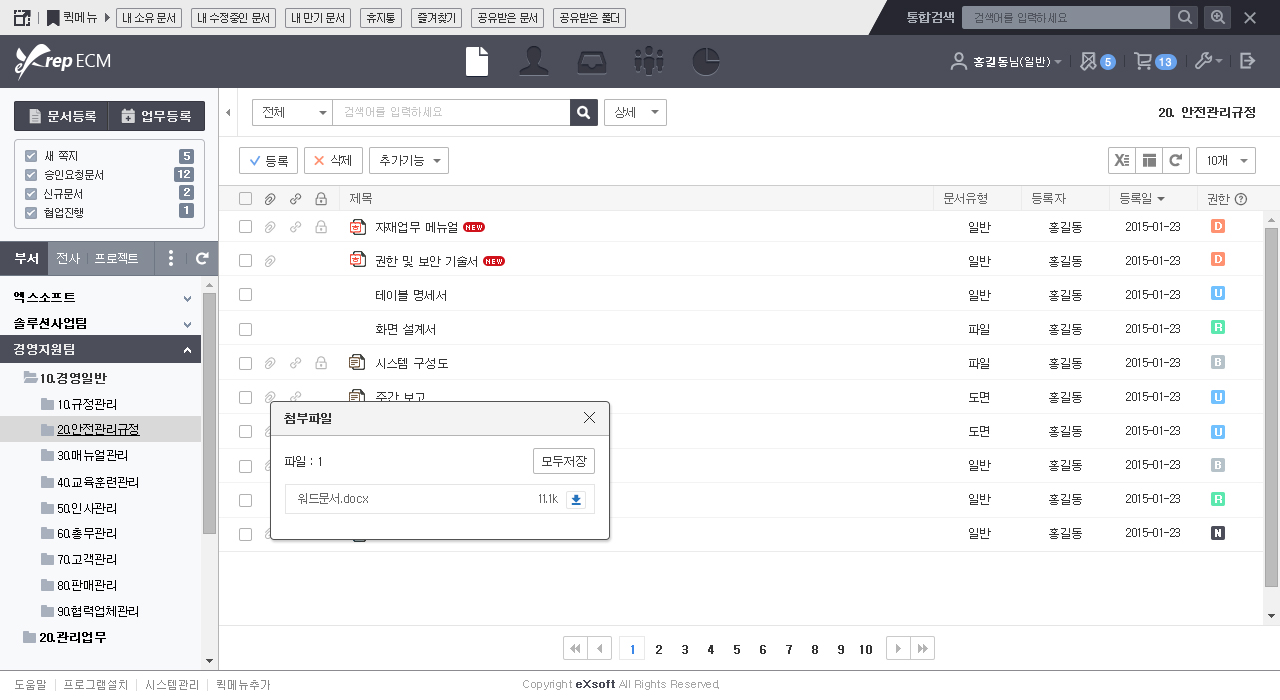 퀵메뉴 내 소유 문서 내 수정중인 문서 내 만기 문서 휴지통 즐겨찾기 공유받은 문서 공유받은 폴더 통합검색 검색어를 입력하세요
eXrep ECM 홍길동님(일반) 5 13
문서등록 업무등록
새 쪽지 5
승인요청문서 12
신규문서 2
협업진행 1
부서 전사 프로젝트
엑스소프트
솔루션사업팀
경영지원팀
10.경영일반
10.규정관리
20.안전관리규정
30.매뉴얼관리
40.교육훈련관리
50.인사관리
60.총무관리
70.고객관리
80.판매관리
90.협력업체관리
20.관리업무
전체 검색어를 입력하세요 상세 20. 안전관리규정
등록 삭제 추가기능 10개
제목 문서유형 등록자 등록일 권한
자재업무 메뉴얼 NEW 일반 홍길동 2015-01-23 D
권한 및 보안 기술서 NEW 일반 홍길동 2015-01-23 D
테이블 명세서 일반 홍길동 2015-01-23 U
화면 설계서 파일 홍길동 2015-01-23 R
시스템 구성도 파일 홍길동 2015-01-23 B
주간 보고 도면 홍길동 2015-01-23 U
도면 홍길동 2015-01-23 U
일반 홍길동 2015-01-23 B
일반 홍길동 2015-01-23 R
일반 홍길동 2015-01-23 N
첨부파일
파일 : 1 모두저장
워드문서.docx 11.1k
1 2 3 4 5 6 7 8 9 10
도움말 프로그램설치 시스템관리 퀵메뉴추가 Copyright eXsoft All Rights Reserved.